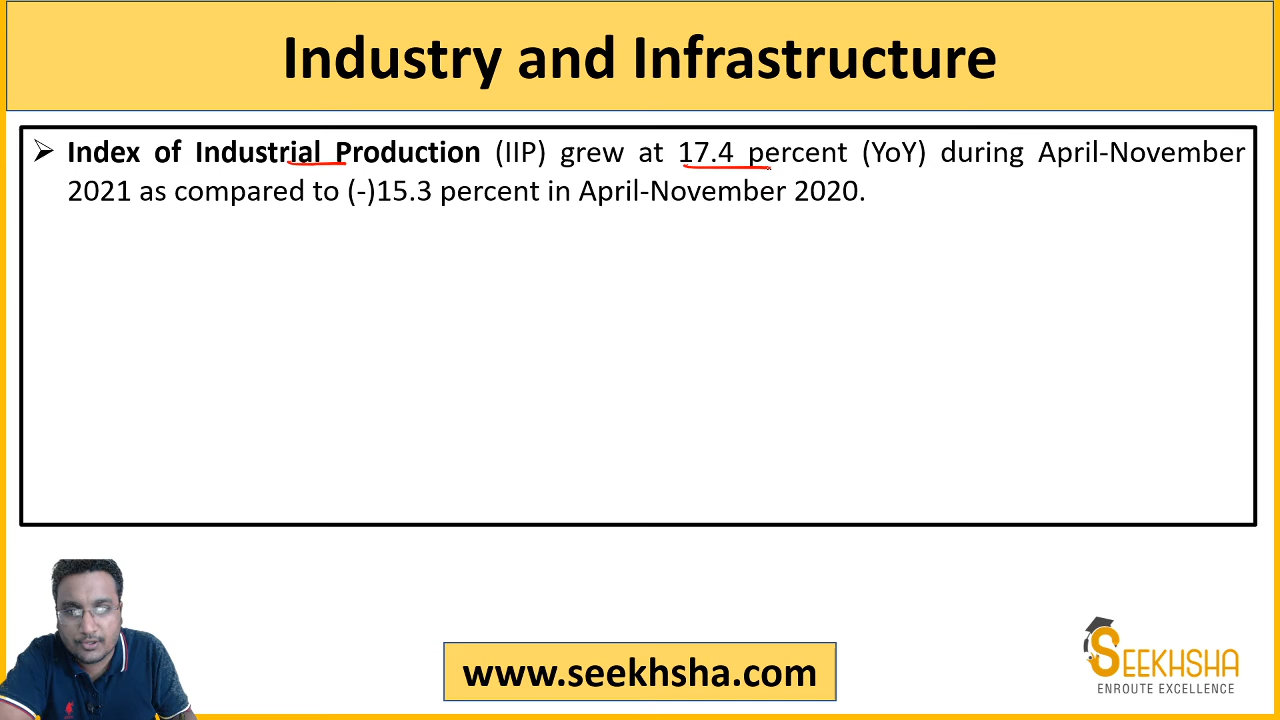 Industry and Infrastructure
➢ Index of Industrial Production (IIP) grew at 17.4 percent (YoY) during April-November
2021 as compared to (-)15.3 percent in April-November 2020.
www.seekhsha.com
SEEKHSHA
ENROUTE EXCELLENCE